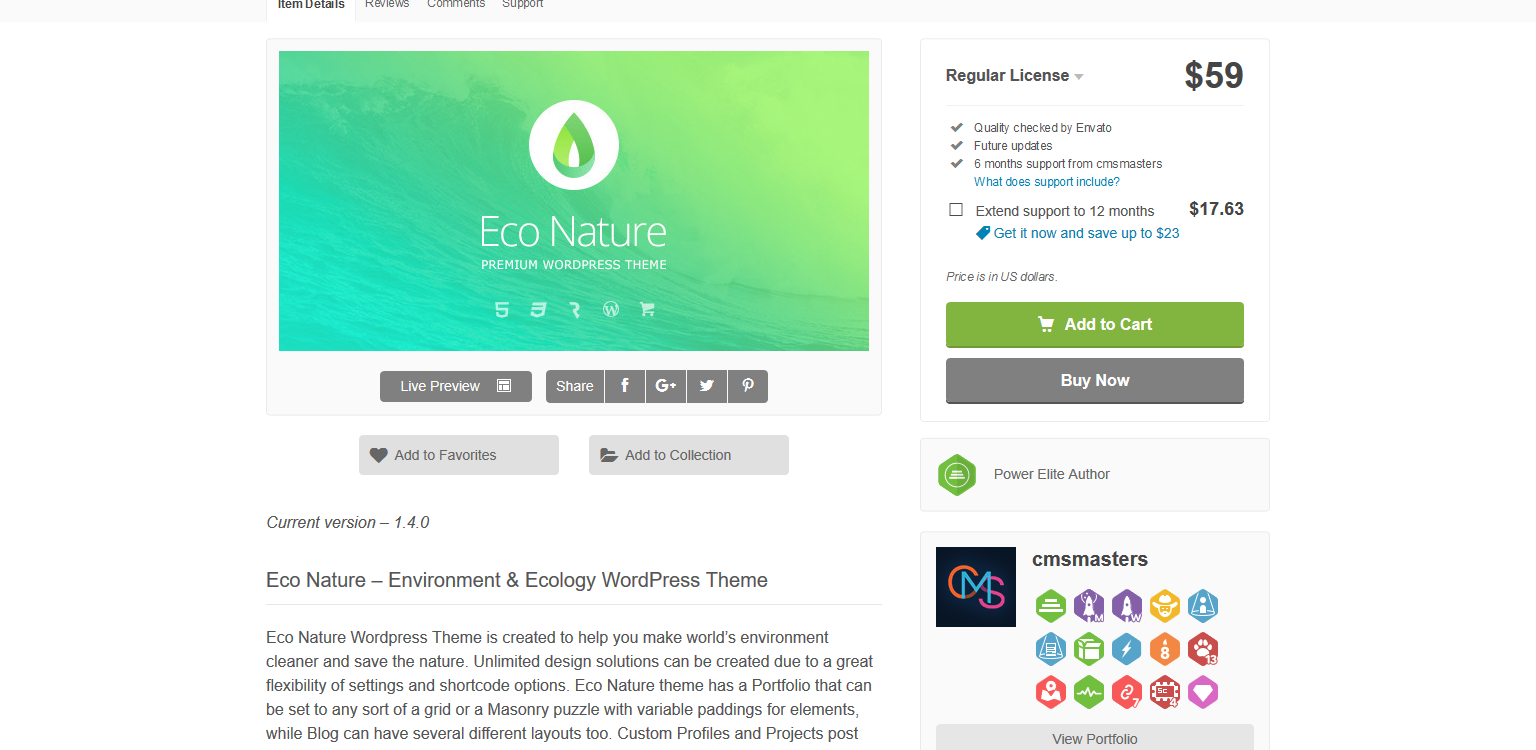 Item Details Reviews Comments Support
Eco Nature
PREMIUM WORDPRESS THEME
Live Preview
Share
Add to Favorites
Add to Collection
Current version – 1.4.0
Eco Nature – Environment & Ecology WordPress Theme
Eco Nature Wordpress Theme is created to help you make world’s environment
cleaner and save the nature. Unlimited design solutions can be created due to a great
flexibility of settings and shortcode options. Eco Nature theme has a Portfolio that can
be set to any sort of a grid or a Masonry puzzle with variable paddings for elements,
while Blog can have several different layouts too. Custom Profiles and Projects post
Regular License $59
Quality checked by Envato
Future updates
6 months support from cmsmasters
What does support include?
Extend support to 12 months $17.63
Get it now and save up to $23
Price is in US dollars.
Add to Cart
Buy Now
Power Elite Author
CMS
cmsmasters
M W
8 13
7 SC 4
View Portfolio